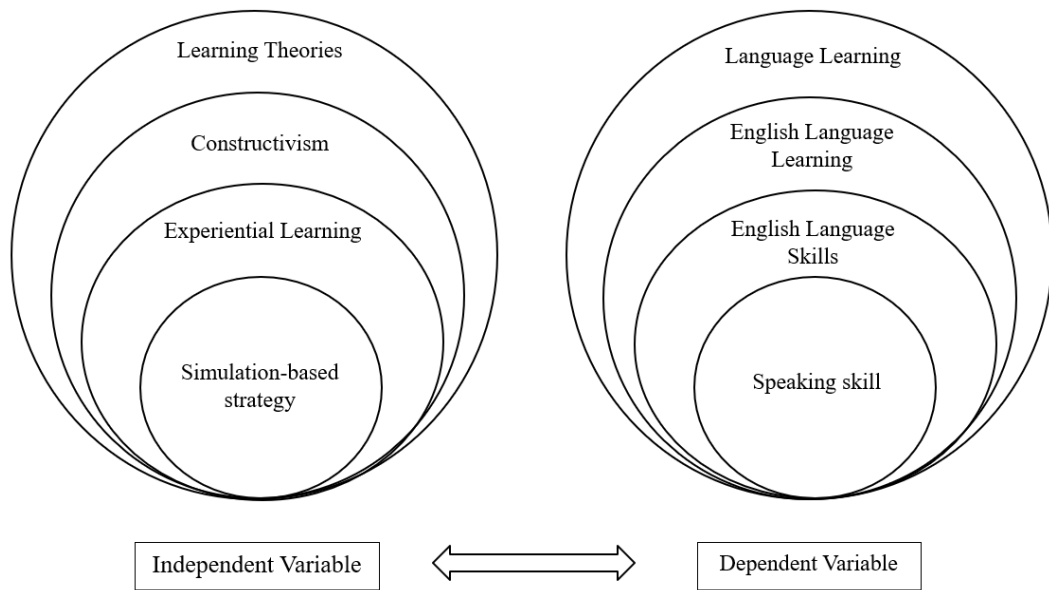 Learning Theories
Constructivism
Experiential Learning
Simulation-based
strategy
Independent Variable
Language Learning
English Language
Learning
English Language
Skills
Speaking skill
Dependent Variable